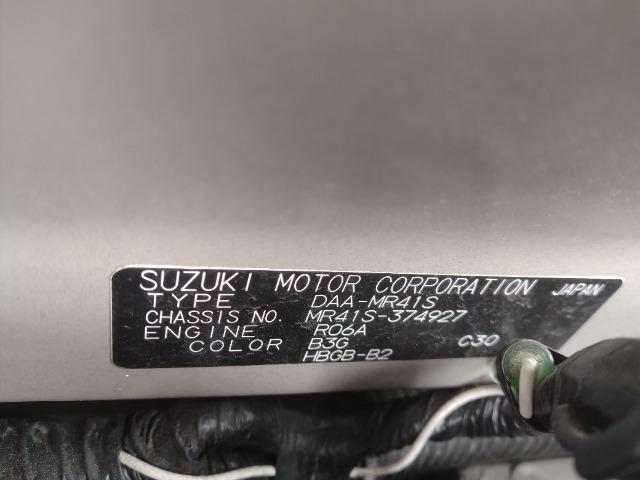 SUZUKI MOTOR CORPORATION JAPAN
TYPE DAA-MR41S
CHASSIS NO. MR41S-374927
ENGINE R06A
COLOR B3G C30
HBGB-B2